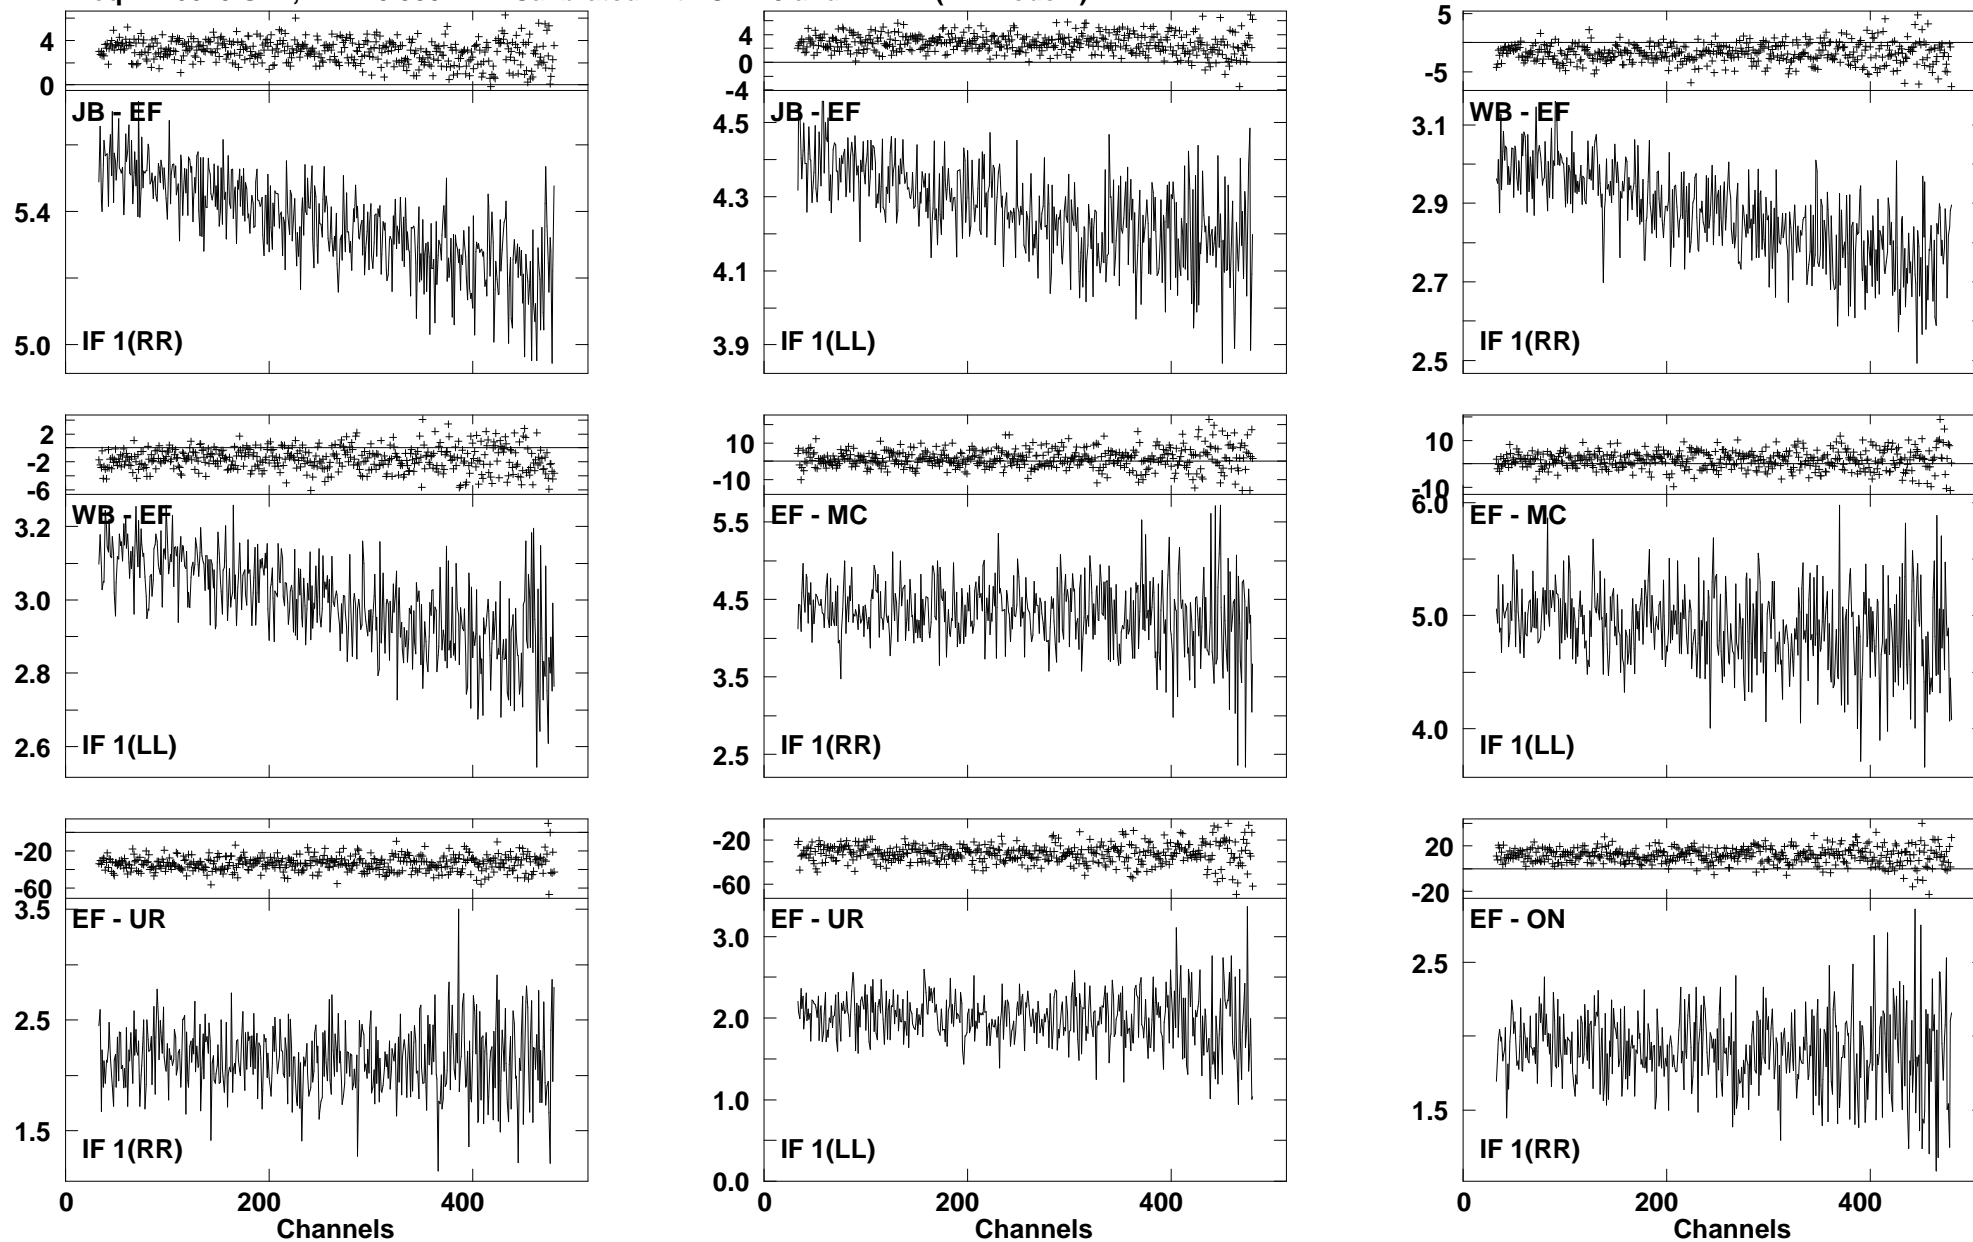 4
0
JB - EF
5.4
5.0
IF 1(RR)
4
0
-4
JB - EF
4.5
4.3
4.1
3.9
IF 1(LL)
5
-5
WB - EF
3.1
2.9
2.7
2.5
IF 1(RR)
2
-2
-6
WB - EF
3.2
3.0
2.8
2.6
IF 1(LL)
10
-10
EF - MC
5.5
4.5
3.5
2.5
IF 1(RR)
10
-10
6.0
EF - MC
5.0
4.0
IF 1(LL)
-20
-60
3.5
EF - UR
2.5
1.5
IF 1(RR)
0 200 400
Channels
-20
-60
EF - UR
3.0
2.0
1.0
0.0
IF 1(LL)
0 200 400
Channels
20
-20
EF - ON
2.5
1.5
IF 1(RR)
0 200 400
Channels